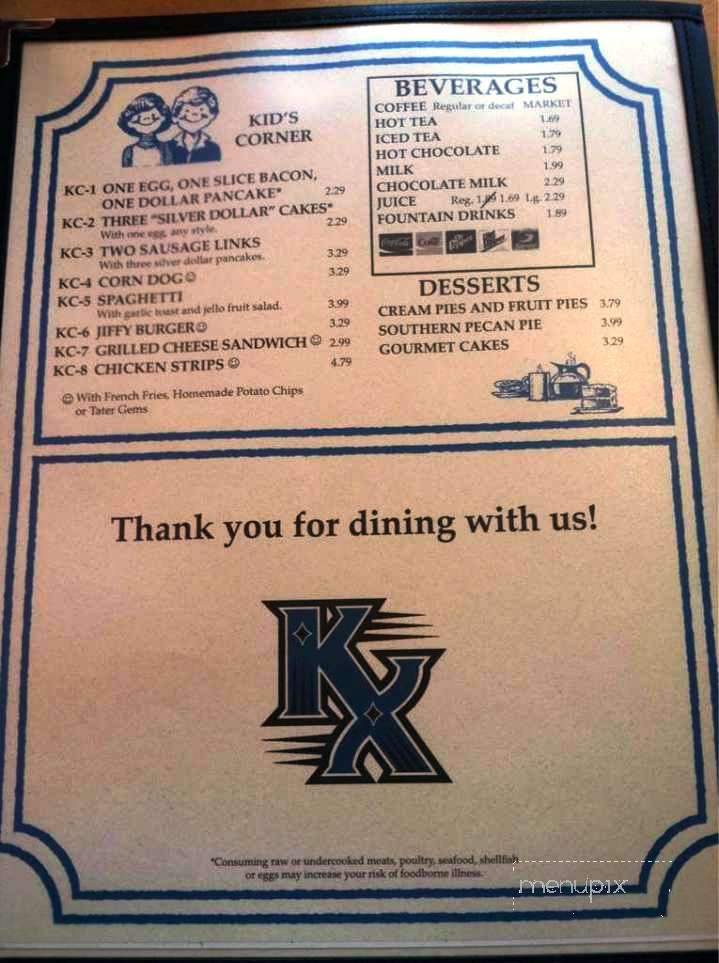 KID'S
CORNER
KC-1 ONE EGG, ONE SLICE BACON,
ONE DOLLAR PANCAKE* 2.29
KC-2 THREE "SILVER DOLLAR" CAKES* 2.29
With one egg, any style.
KC-3 TWO SAUSAGE LINKS 3.29
With three silver dollar pancakes.
KC-4 CORN DOG☺ 3.29
KC-5 SPAGHETTI 3.99
With garlic toast and jello fruit salad.
KC-6 JIFFY BURGER☺ 3.29
KC-7 GRILLED CHEESE SANDWICH☺ 2.99
KC-8 CHICKEN STRIPS☺ 4.79
☺ With French Fries, Homemade Potato Chips
or Tater Gems
BEVERAGES
COFFEE Regular or decaf MARKET
HOT TEA 1.69
ICED TEA 1.79
HOT CHOCOLATE 1.79
MILK 1.99
CHOCOLATE MILK 2.29
JUICE Reg. 1.69 Lg. 2.29
FOUNTAIN DRINKS 1.89
DESSERTS
CREAM PIES AND FRUIT PIES 3.79
SOUTHERN PECAN PIE 3.99
GOURMET CAKES 3.29
Thank you for dining with us!
KX
*Consuming raw or undercooked meats, poultry, seafood, shellfish
or eggs may increase your risk of foodborne illness.
menupix